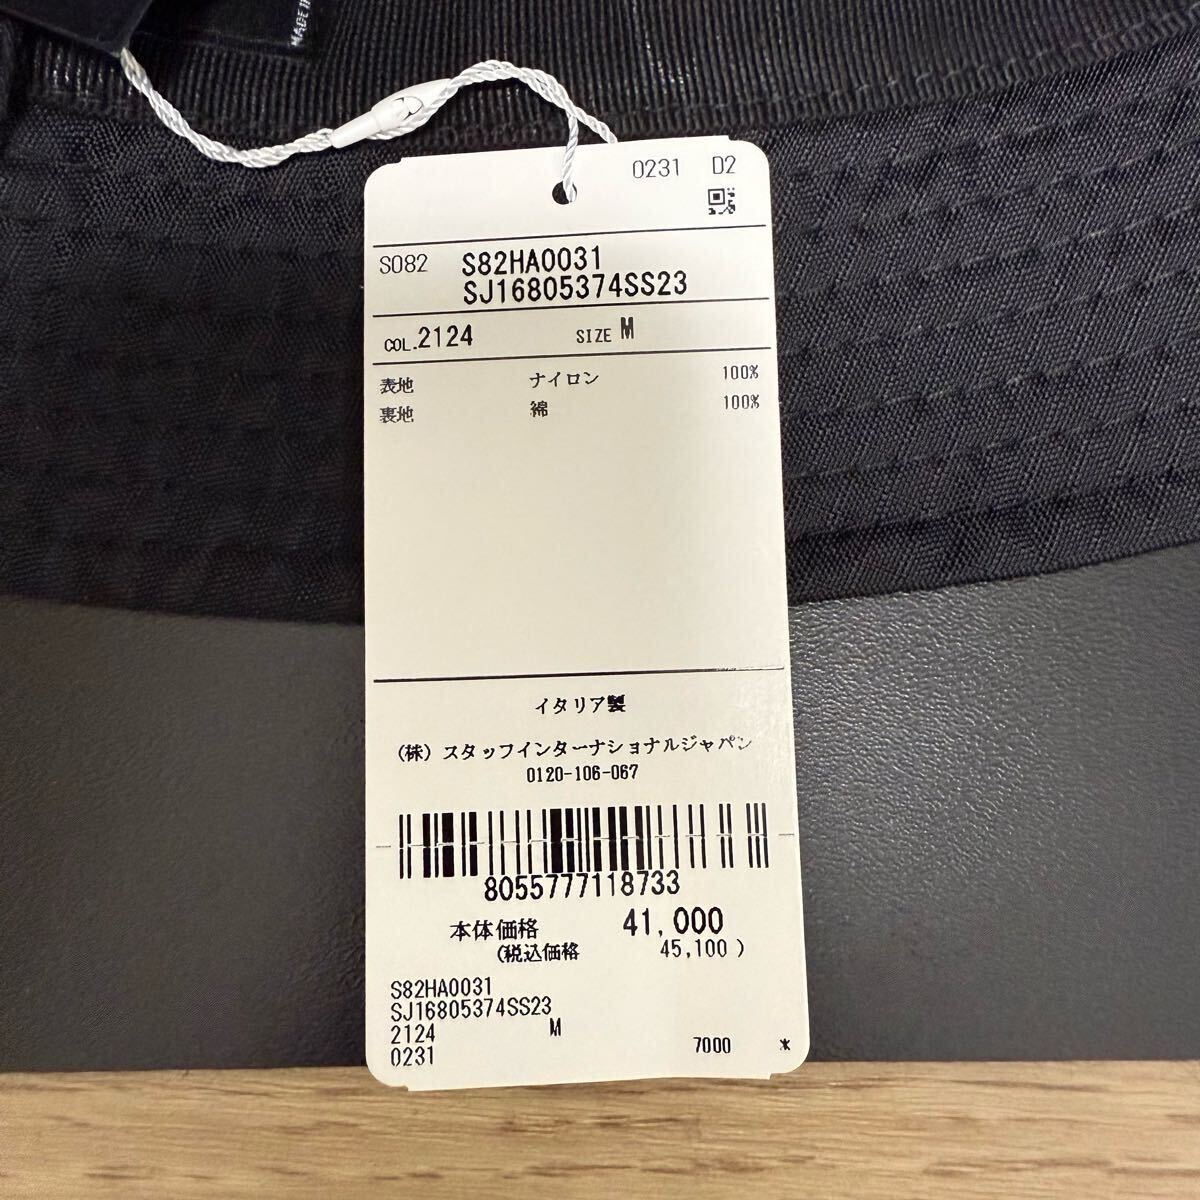 MADE IN
0231 D2
S082 S82HA0031
SJ16805374SS23
COL.2124 SIZE M
表地 ナイロン 100%
裏地 綿 100%
イタリア製
(株)スタッフインターナショナルジャパン
0120-106-067
8055777118733
本体価格 41,000
(税込価格 45,100)
S82HA0031
SJ16805374SS23
2124 M
0231 7000 *